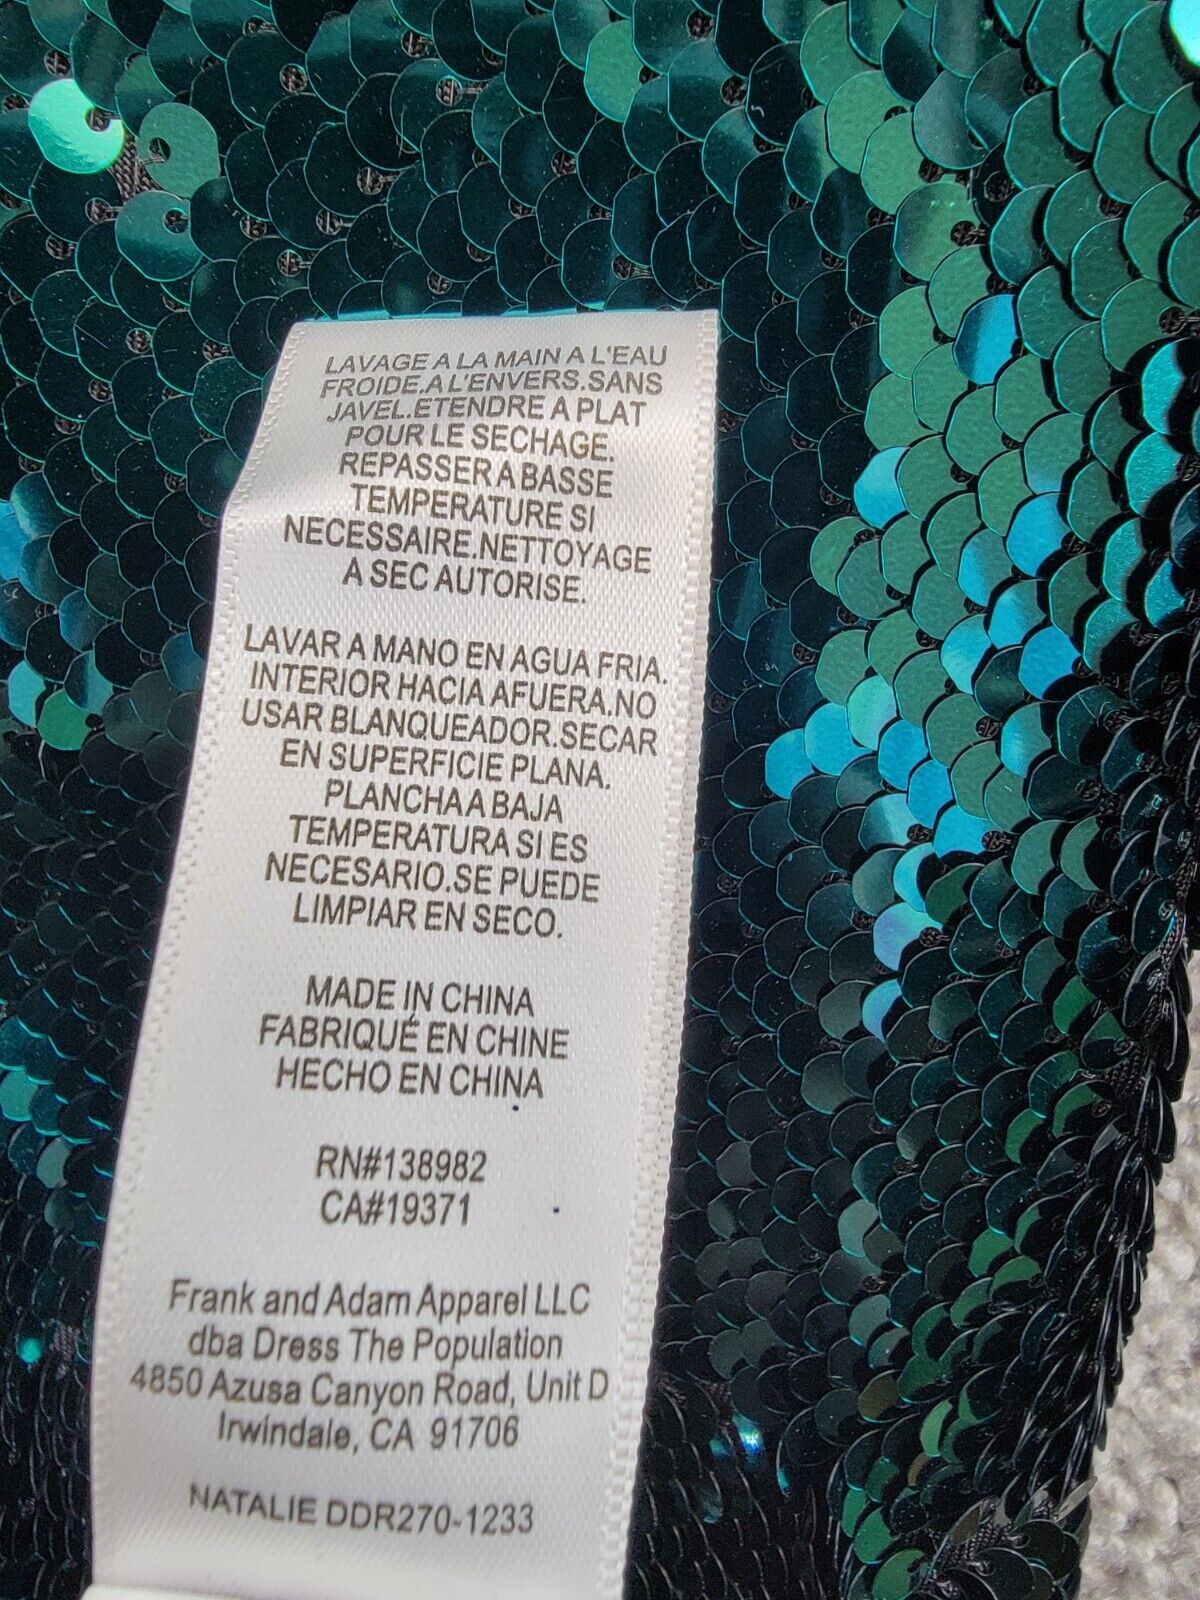 LAVAGE A LA MAIN A L'EAU
FROIDE.A L'ENVERS.SANS
JAVEL.ETENDRE A PLAT
POUR LE SECHAGE.
REPASSER A BASSE
TEMPERATURE SI
NECESSAIRE.NETTOYAGE
A SEC AUTORISE.
LAVAR A MANO EN AGUA FRIA.
INTERIOR HACIA AFUERA.NO
USAR BLANQUEADOR.SECAR
EN SUPERFICIE PLANA.
PLANCHA A BAJA
TEMPERATURA SI ES
NECESARIO.SE PUEDE
LIMPIAR EN SECO.
MADE IN CHINA
FABRIQUÉ EN CHINE
HECHO EN CHINA
RN#138982
CA#19371
Frank and Adam Apparel LLC
dba Dress The Population
4850 Azusa Canyon Road, Unit D
Irwindale, CA 91706
NATALIE DDR270-1233